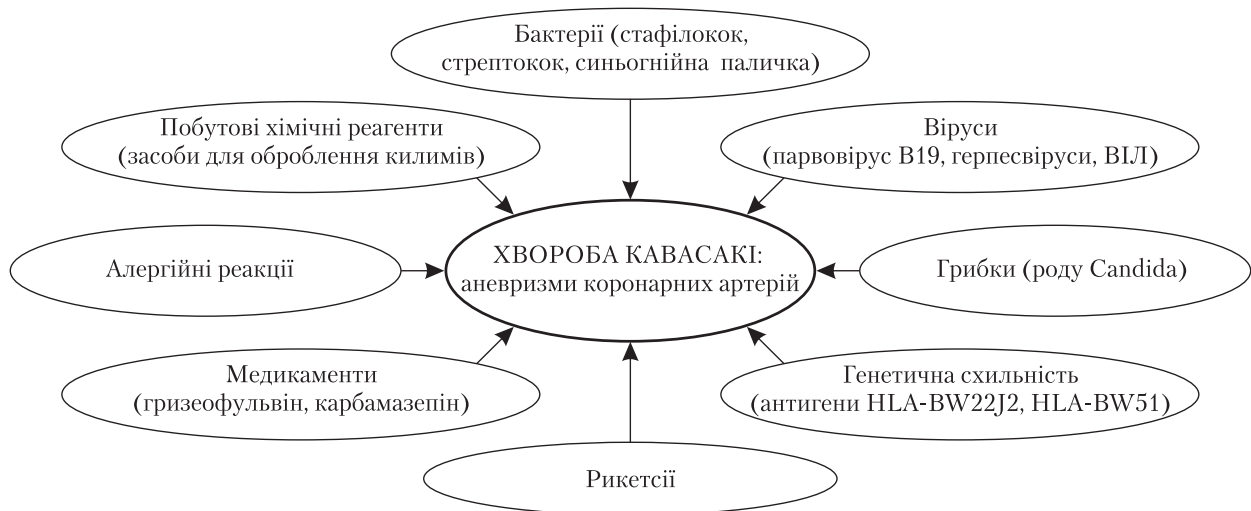 Бактерії (стафілокок,
стрептокок, синьогнійна паличка)
Побутові хімічні реагенти
(засоби для оброблення килимів)
Віруси
(парвовірус В19, герпесвіруси, ВІЛ)
Алергійні реакції
ХВОРОБА КАВАСАКІ:
аневризми коронарних артерій
Грибки (роду Candida)
Медикаменти
(гризеофульвін, карбамазепін)
Генетична схильність
(антигени HLA-BW22J2, HLA-BW51)
Рикетсії